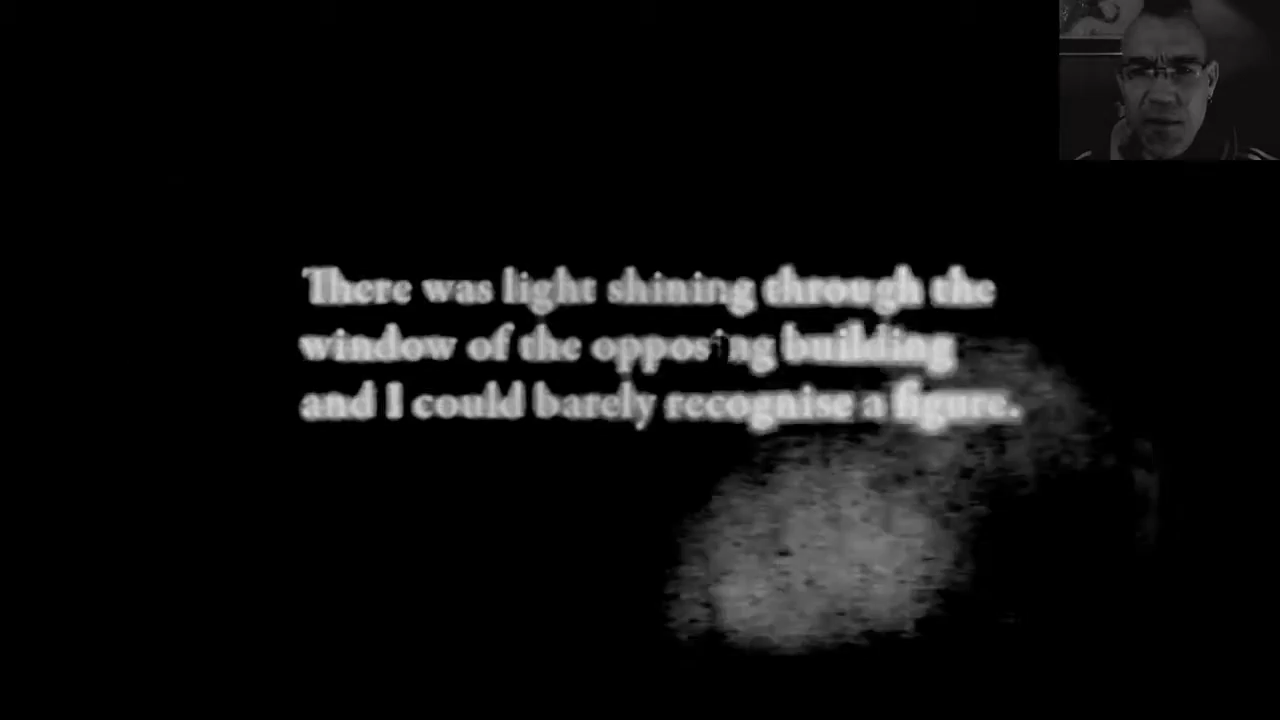 There was light shining through the
window of the opposing building
and I could barely recognise a figure.